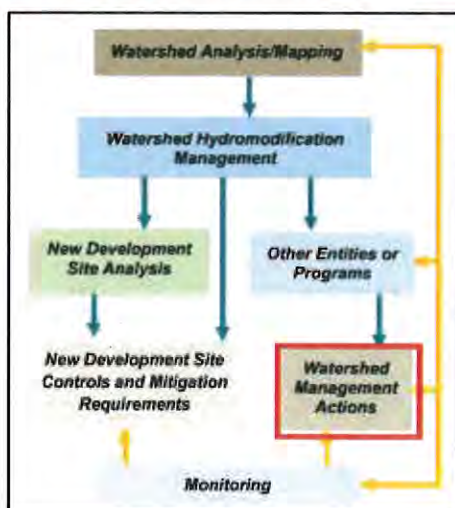 Watershed Analysis/Mapping
Watershed Hydromodification
Management
New Development
Site Analysis
Other Entities or
Programs
New Development Site
Controls and Mitigation
Requirements
Watershed
Management
Actions
Monitoring